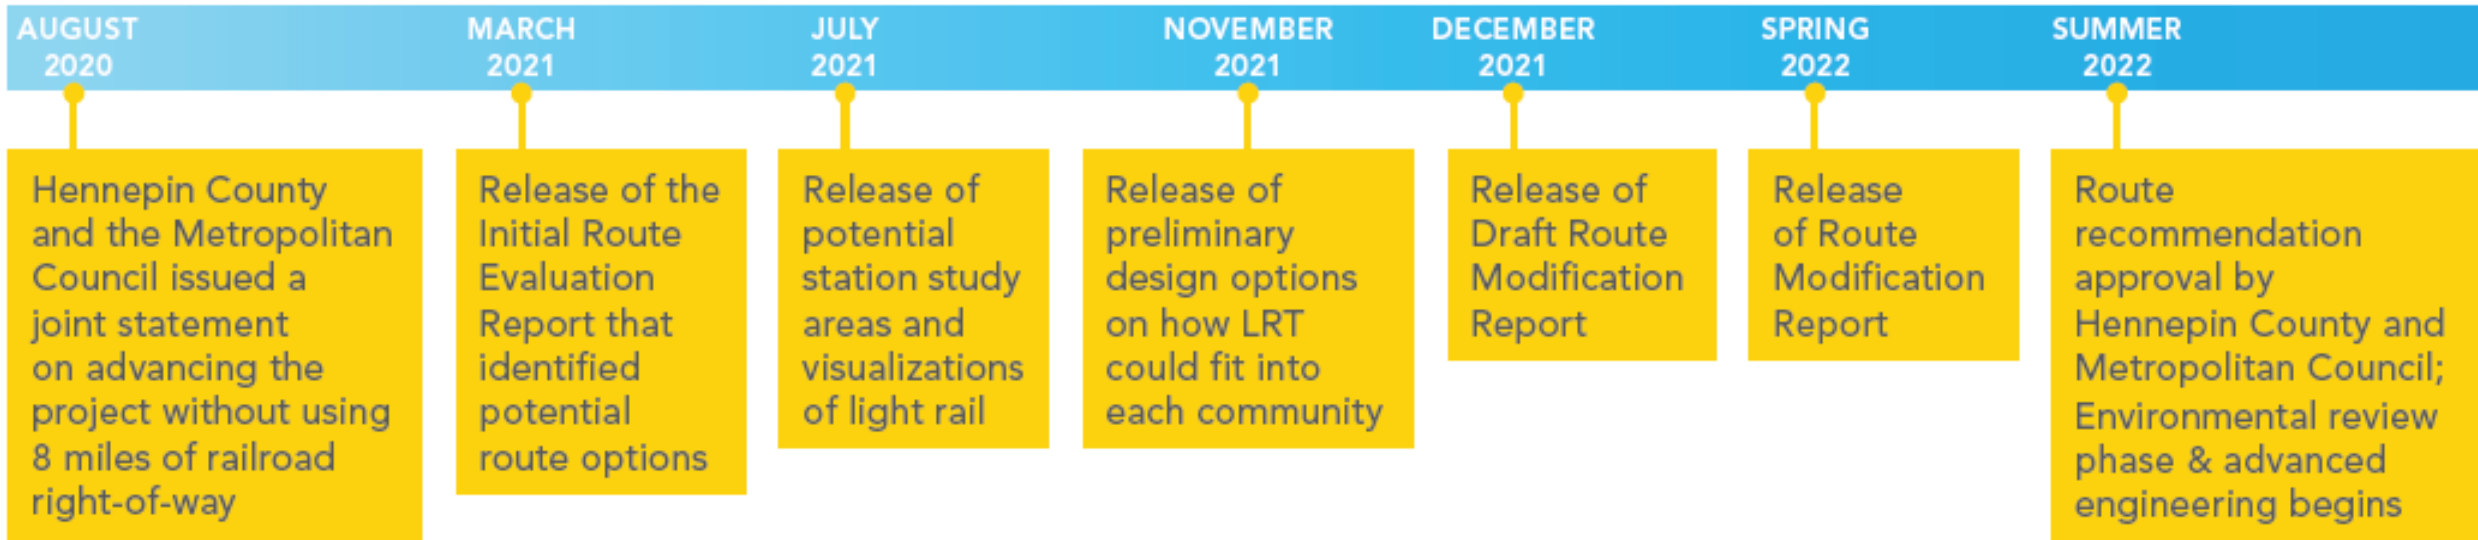 AUGUST
2020
Hennepin County
and the Metropolitan
Council issued a
joint statement
on advancing the
project without using
8 miles of railroad
right-of-way
MARCH
2021
Release of the
Initial Route
Evaluation
Report that
identified
potential
route options
JULY
2021
Release of
potential
station study
areas and
visualizations
of light rail
NOVEMBER
2021
Release of
preliminary
design options
on how LRT
could fit into
each community
DECEMBER
2021
Release of
Draft Route
Modification
Report
SPRING
2022
Release
of Route
Modification
Report
SUMMER
2022
Route
recommendation
approval by
Hennepin County and
Metropolitan Council;
Environmental review
phase & advanced
engineering begins